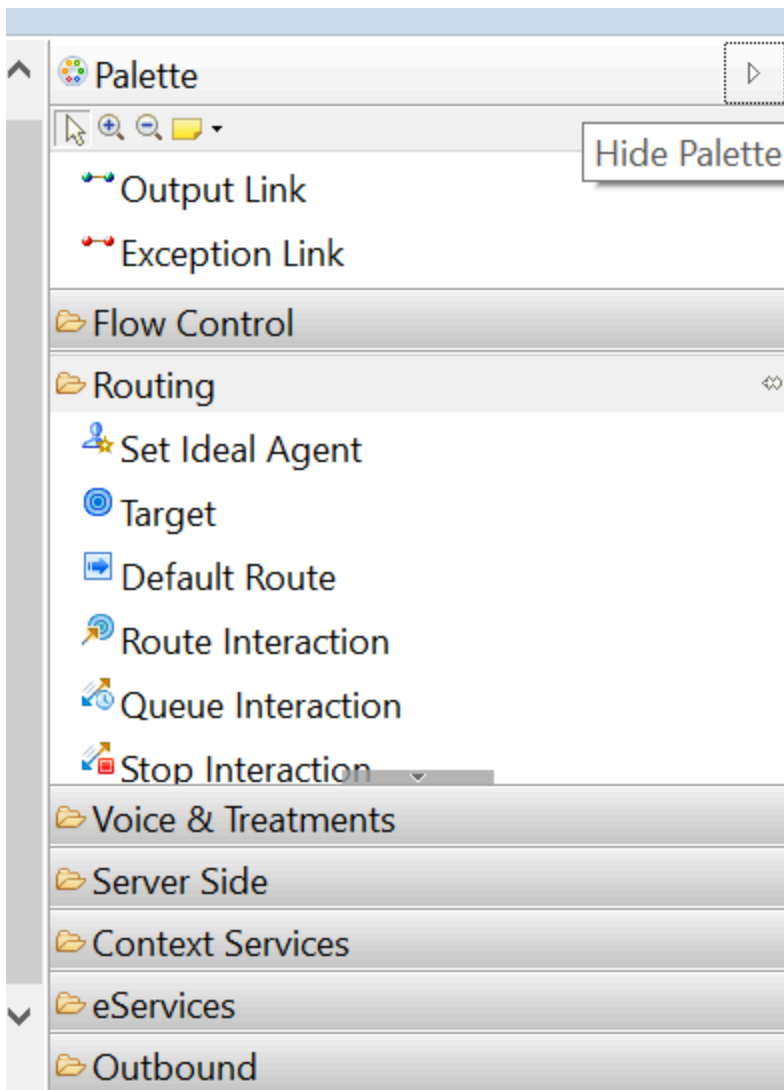 Palette
Hide Palette
Output Link
Exception Link
Flow Control
Routing
Set Ideal Agent
Target
Default Route
Route Interaction
Queue Interaction
Stop Interaction
Voice & Treatments
Server Side
Context Services
eServices
Outbound